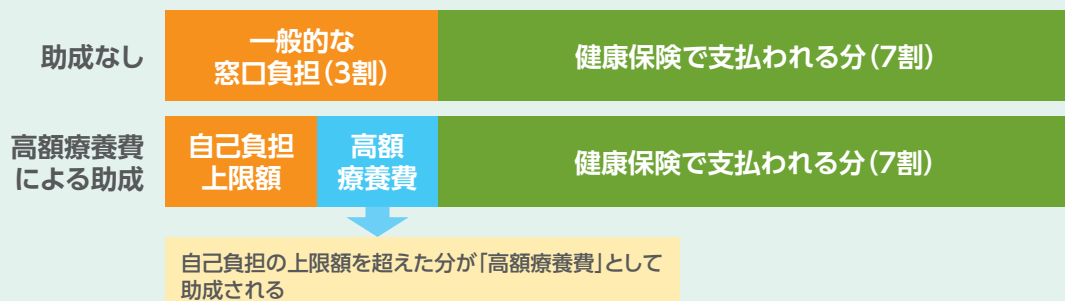 助成なし
一般的な
窓口負担(3割)
健康保険で支払われる分(7割)
高額療養費
による助成
自己負担
上限額
高額
療養費
健康保険で支払われる分(7割)
自己負担の上限額を超えた分が「高額療養費」として
助成される